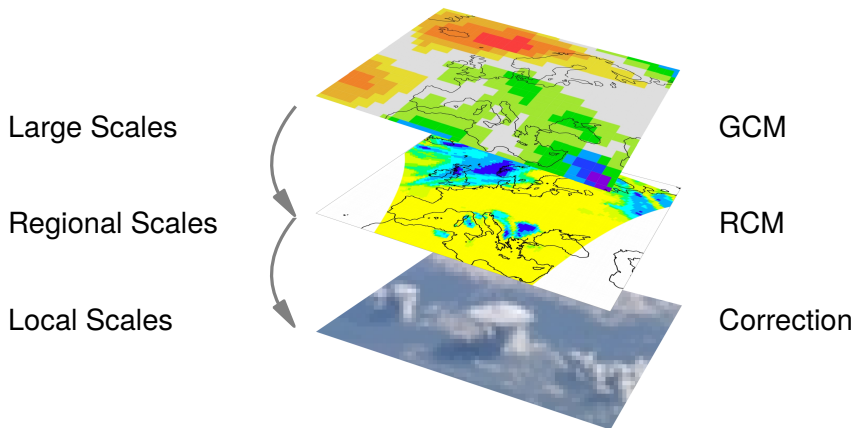 Large Scales
GCM
Regional Scales
RCM
Local Scales
Correction